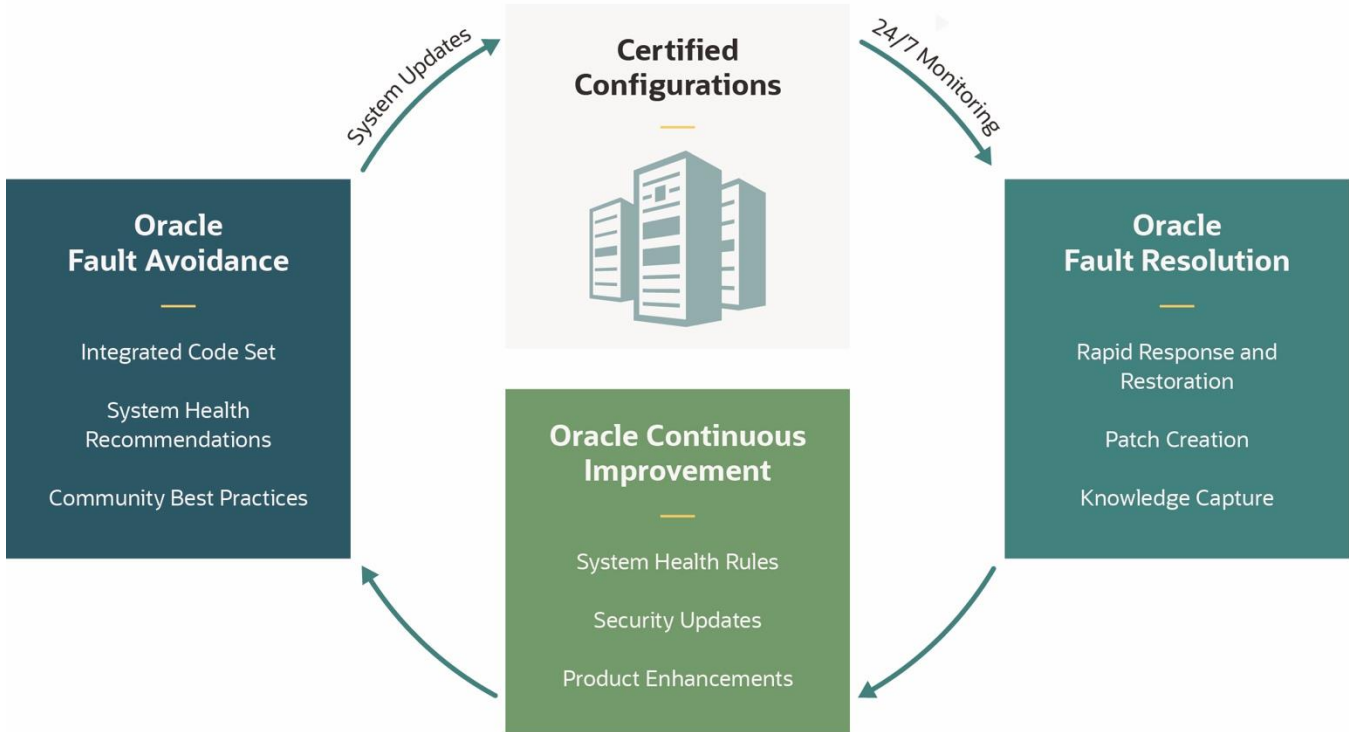 System Updates
Certified
Configurations
24/7 Monitoring
Oracle
Fault Avoidance
Integrated Code Set
System Health
Recommendations
Community Best Practices
Oracle
Fault Resolution
Rapid Response and
Restoration
Patch Creation
Knowledge Capture
Oracle Continuous
Improvement
System Health Rules
Security Updates
Product Enhancements